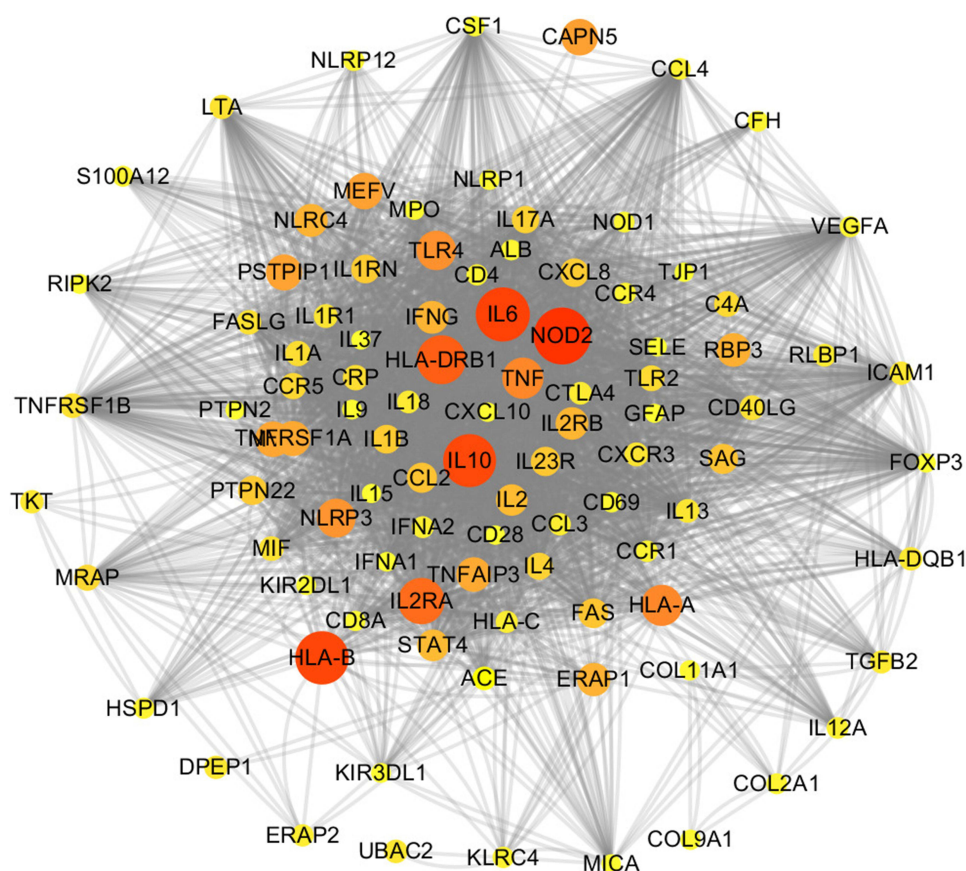 CSF1
CAPN5
NLRP12
CCL4
LTA
CFH
S100A12
NLRP1
MEFV
MPO
NLRC4
IL17A
NOD1
VEGFA
TLR4
ALB
PSTPIP1
IL1RN
CD4
CXCL8
TJP1
RIPK2
CCR4
C4A
IL1R1
IFNG
IL6
FASLG
NOD2
IL37
SELE
RBP3
RLBP1
IL1A
HLA-DRB1
ICAM1
CCR5
CRP
TNF
TLR2
CTLA4
TNFRSF1B
PTPN2
IL9
IL18
CXCL10
IL2RB
GFAP
CD40LG
TNFRSF1A
IL1B
IL10
IL23R
CXCR3
SAG
FOXP3
CCL2
PTPN22
IL15
IL2
CD69
TKT
NLRP3
IFNA2
CD28
CCL3
IL13
MIF
CCR1
HLA-DQB1
IFNA1
TNFAIP3
IL4
MRAP
KIR2DL1
IL2RA
HLA-A
CD8A
HLA-C
FAS
STAT4
HLA-B
TGFB2
ACE
ERAP1
COL11A1
HSPD1
IL12A
DPEP1
KIR3DL1
COL2A1
ERAP2
UBAC2
KLRC4
MICA
COL9A1